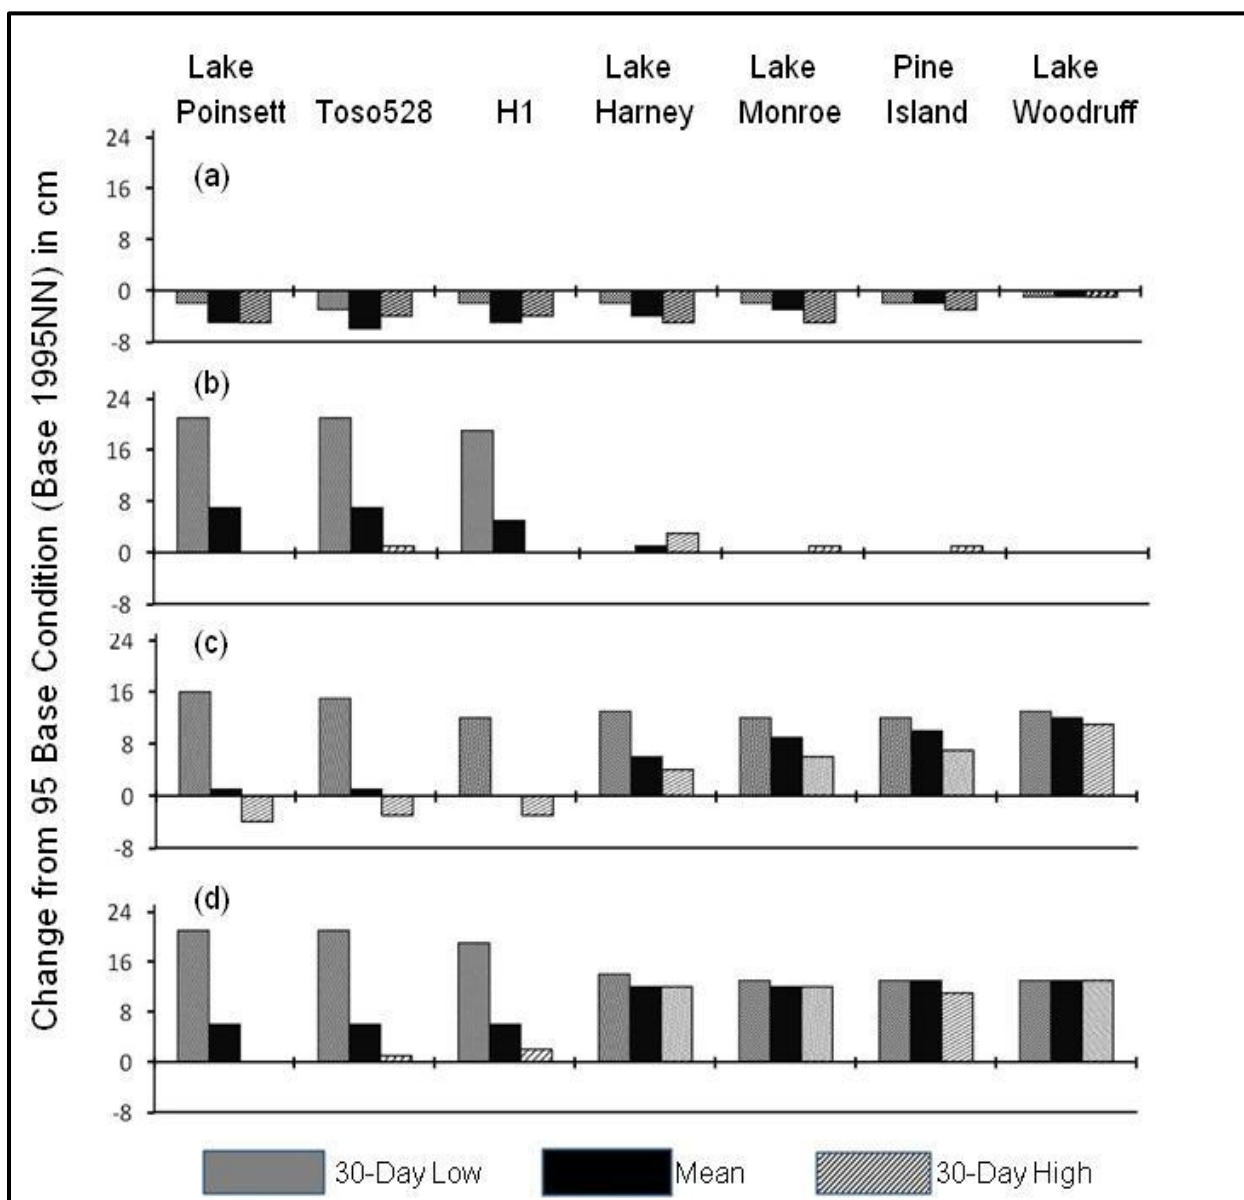 Lake Poinsett
Toso528
H1
Lake Harney
Lake Monroe
Pine Island
Lake Woodruff
Change from 95 Base Condition (Base 1995NN) in cm
(a)
24
16
8
0
-8
(b)
24
16
8
0
-8
(c)
24
16
8
0
-8
(d)
24
16
8
0
-8
30-Day Low
Mean
30-Day High